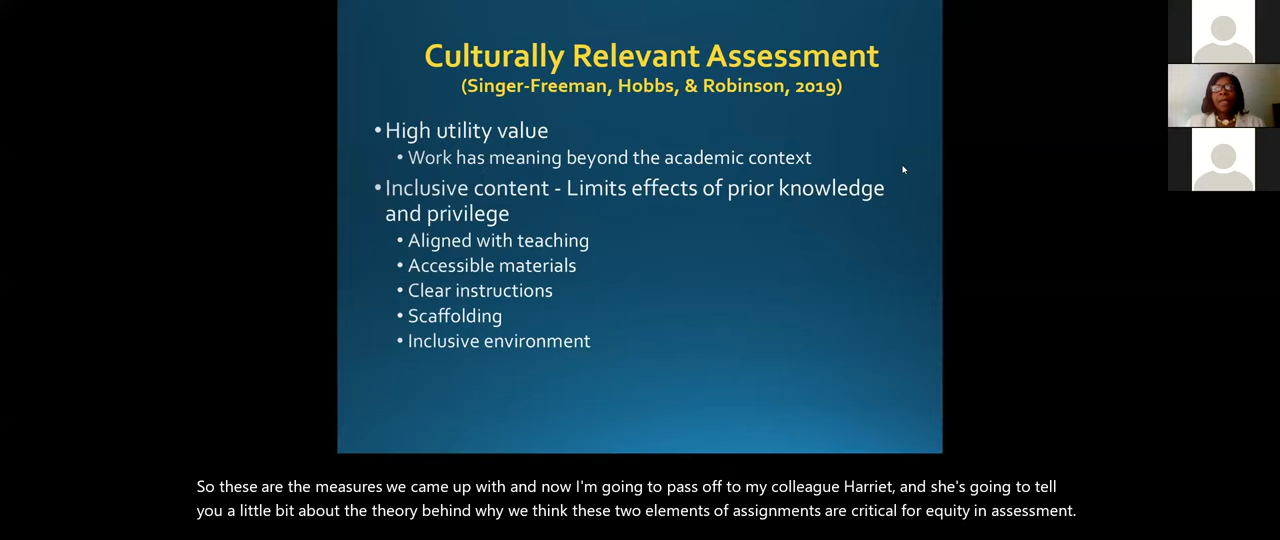 Culturally Relevant Assessment
(Singer-Freeman, Hobbs, & Robinson, 2019)
• High utility value
• Work has meaning beyond the academic context
• Inclusive content - Limits effects of prior knowledge
and privilege
• Aligned with teaching
• Accessible materials
• Clear instructions
• Scaffolding
• Inclusive environment
So these are the measures we came up with and now I'm going to pass off to my colleague Harriet, and she's going to tell
you a little bit about the theory behind why we think these two elements of assignments are critical for equity in assessment.